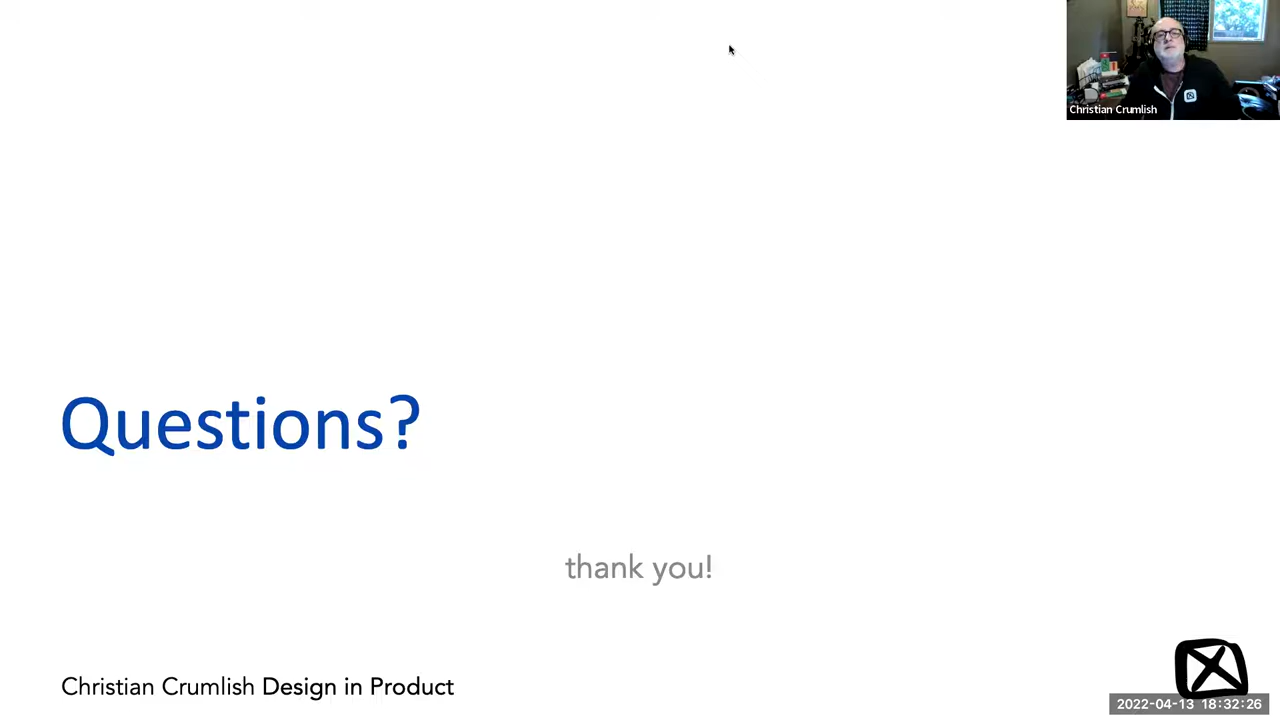 Christian Crumlish
Questions?
thank you!
Christian Crumlish Design in Product
2022-04-13 18:32:26